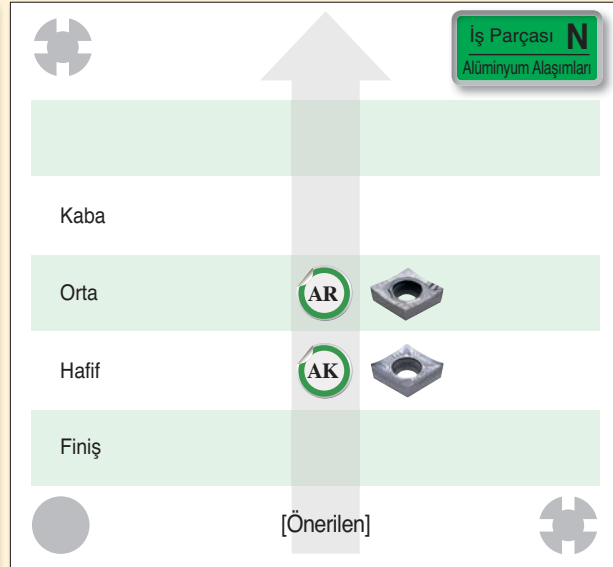 İş Parçası N
Alüminyum Alaşımları
Kaba
Orta
AR
Hafif
AK
Finiş
[Önerilen]